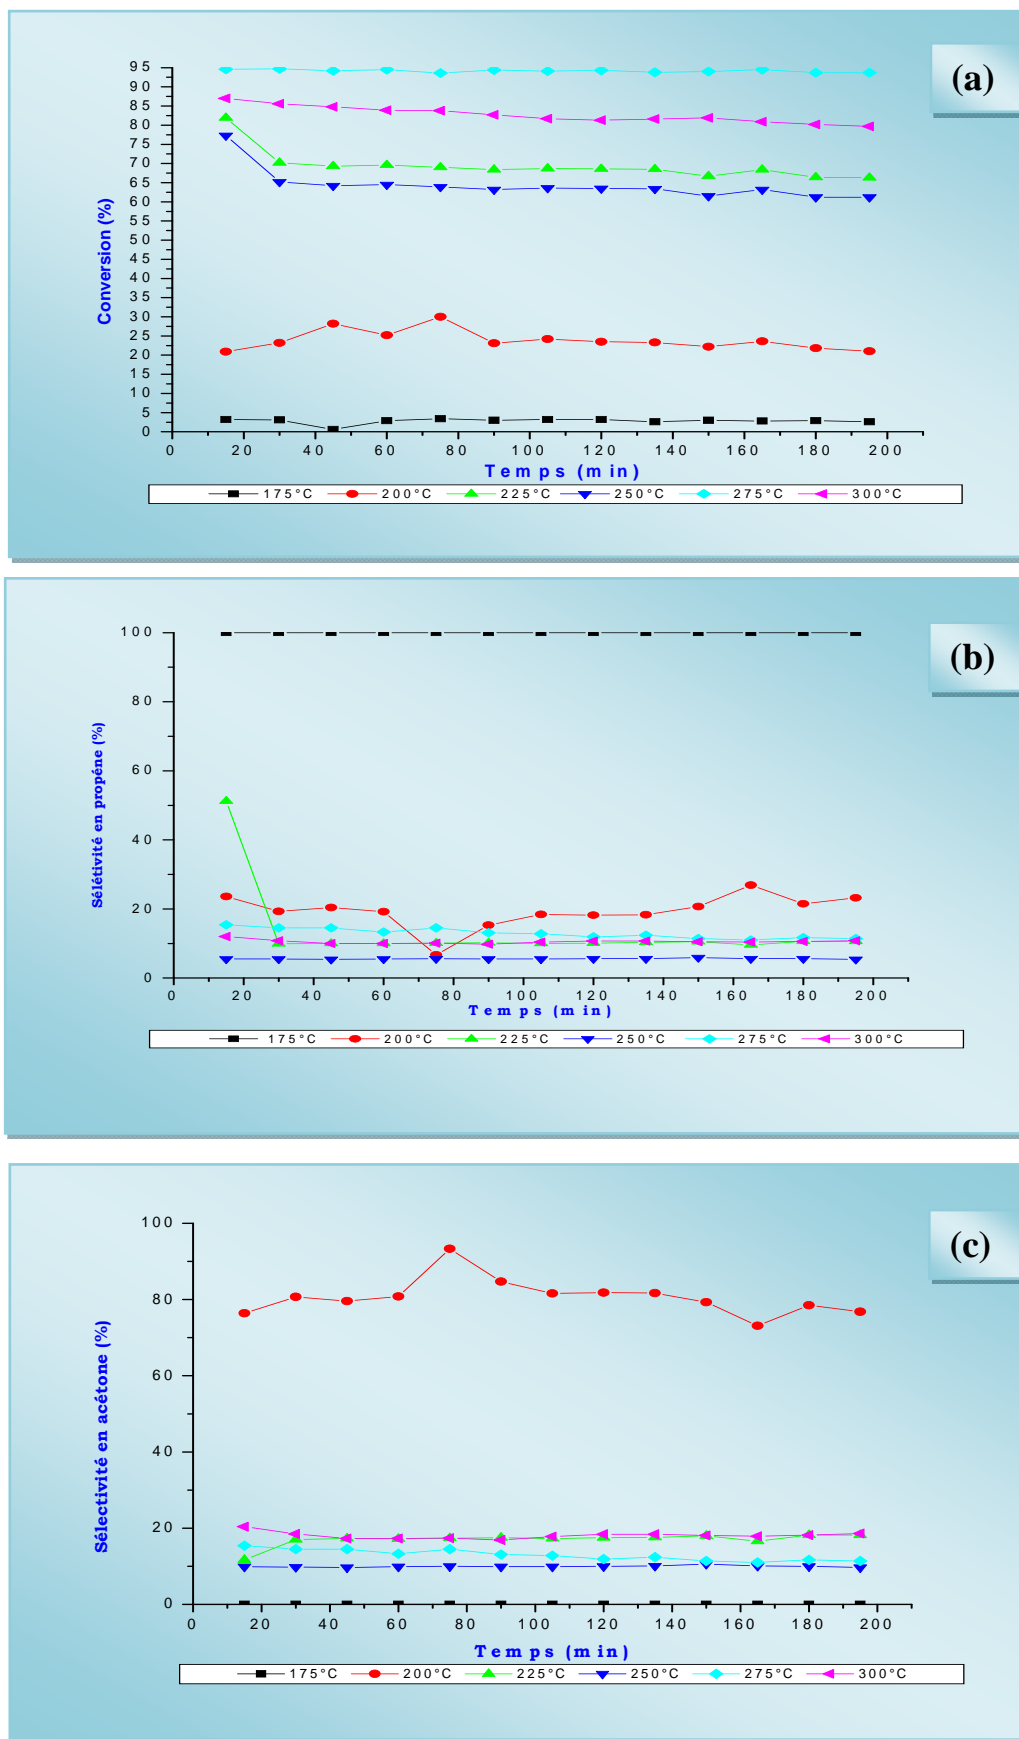 (a)
95
90
85
80
75
70
65
60
55
50
45
40
35
30
25
20
15
10
5
0
Conversion (%)
0 20 40 60 80 100 120 140 160 180 200
Temps (min)
175°C 200°C 225°C 250°C 275°C 300°C
(b)
100
80
60
40
20
0
Sélétivité en propéne (%)
0 20 40 60 80 100 120 140 160 180 200
Temps (min)
175°C 200°C 225°C 250°C 275°C 300°C
(c)
100
80
60
40
20
0
Sélectivité en acétone (%)
0 20 40 60 80 100 120 140 160 180 200
Temps (min)
175°C 200°C 225°C 250°C 275°C 300°C